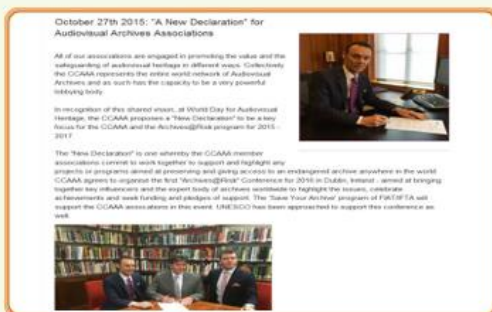 October 27th 2015: "A New Declaration" for
Audiovisual Archives Associations
All of our associations are engaged in promoting the value and the
safeguarding of audiovisual heritage in different ways. Collectively
the CCAAA represents the entire world network of Audiovisual
Archives and as such has the capacity to be a very powerful
lobbying body.
In recognition of this shared vision, at World Day for Audiovisual
Heritage, the CCAAA proposes a "New Declaration" to be a key
focus for the CCAAA and the Archives@Risk program for 2015 -
2017.
The "New Declaration" is one whereby the CCAAA member
associations commit to work together to support and highlight any
projects or programs aimed at preserving and giving access to an endangered archive anywhere in the world.
CCAAA agrees to organise the first "Archives@Risk" Conference for 2016 in Dublin, Ireland - aimed at bringing
together key influencers and the expert body of archives worldwide to highlight the issues, celebrate
achievements and seek funding and pledges of support. The 'Save Your Archive' program of FIAT/IFTA will
support the CCAAA associations in this event. UNESCO has been approached to support this conference as
well.